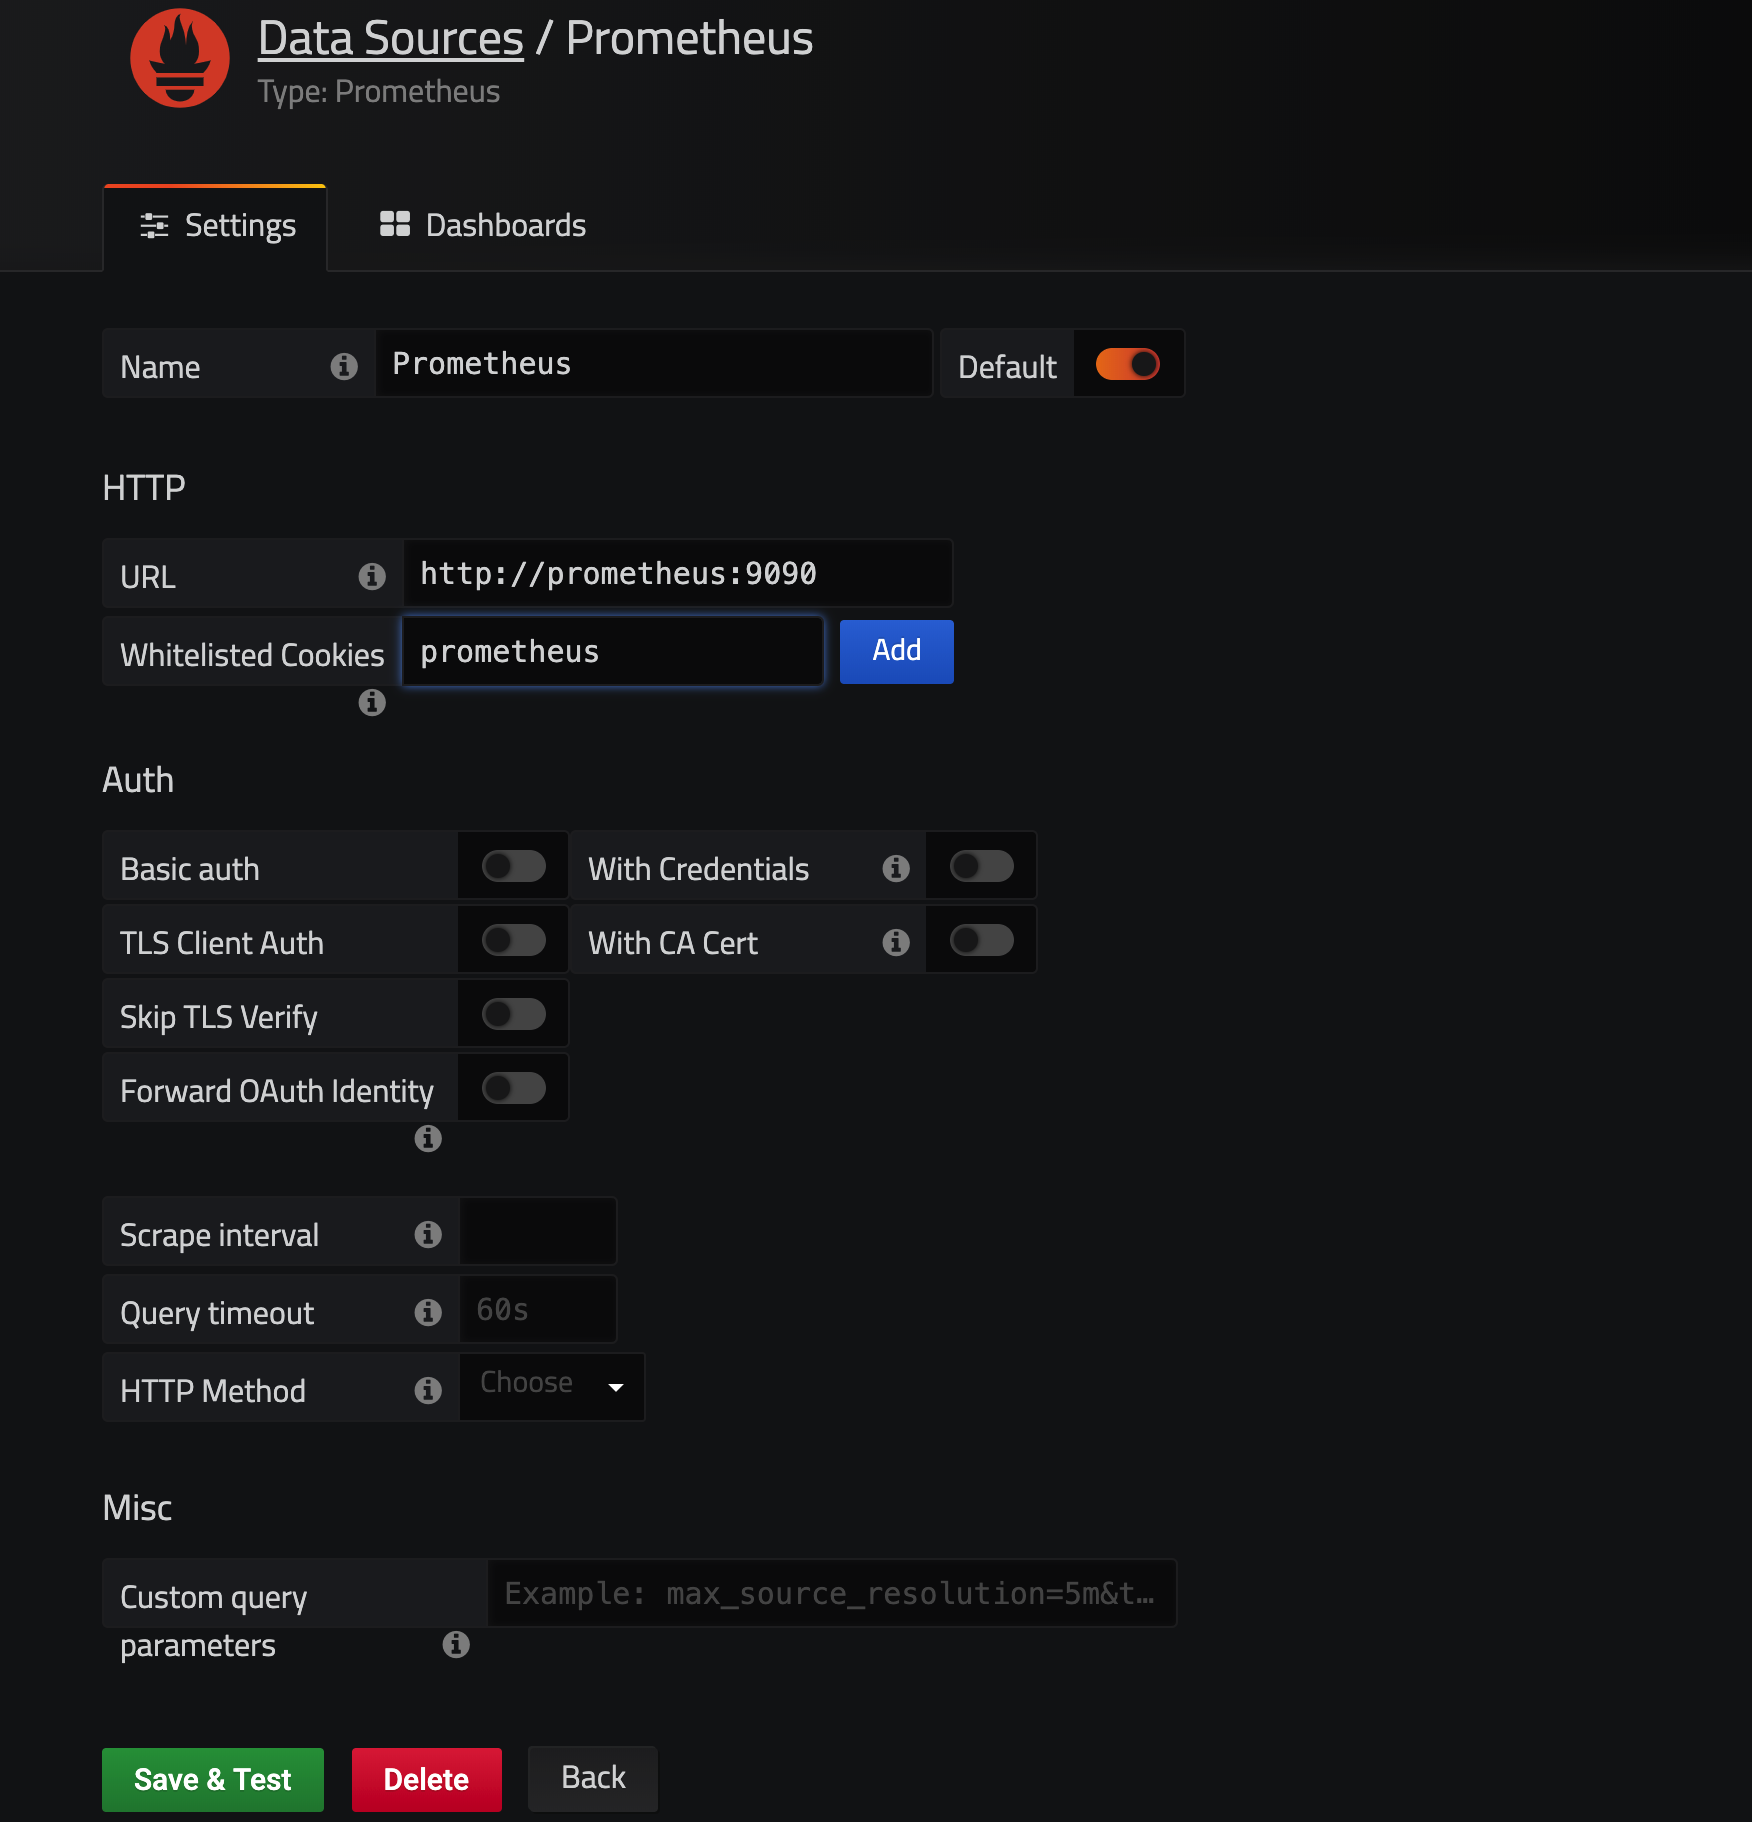 Data Sources / Prometheus
Type: Prometheus
Settings
Dashboards
Name
Prometheus
Default
HTTP
URL
http://prometheus:9090
Whitelisted Cookies
prometheus
Add
Auth
Basic auth
With Credentials
TLS Client Auth
With CA Cert
Skip TLS Verify
Forward OAuth Identity
Scrape interval
Query timeout
60s
HTTP Method
Choose
Misc
Custom query
parameters
Example: max_source_resolution=5m&t…
Save & Test
Delete
Back